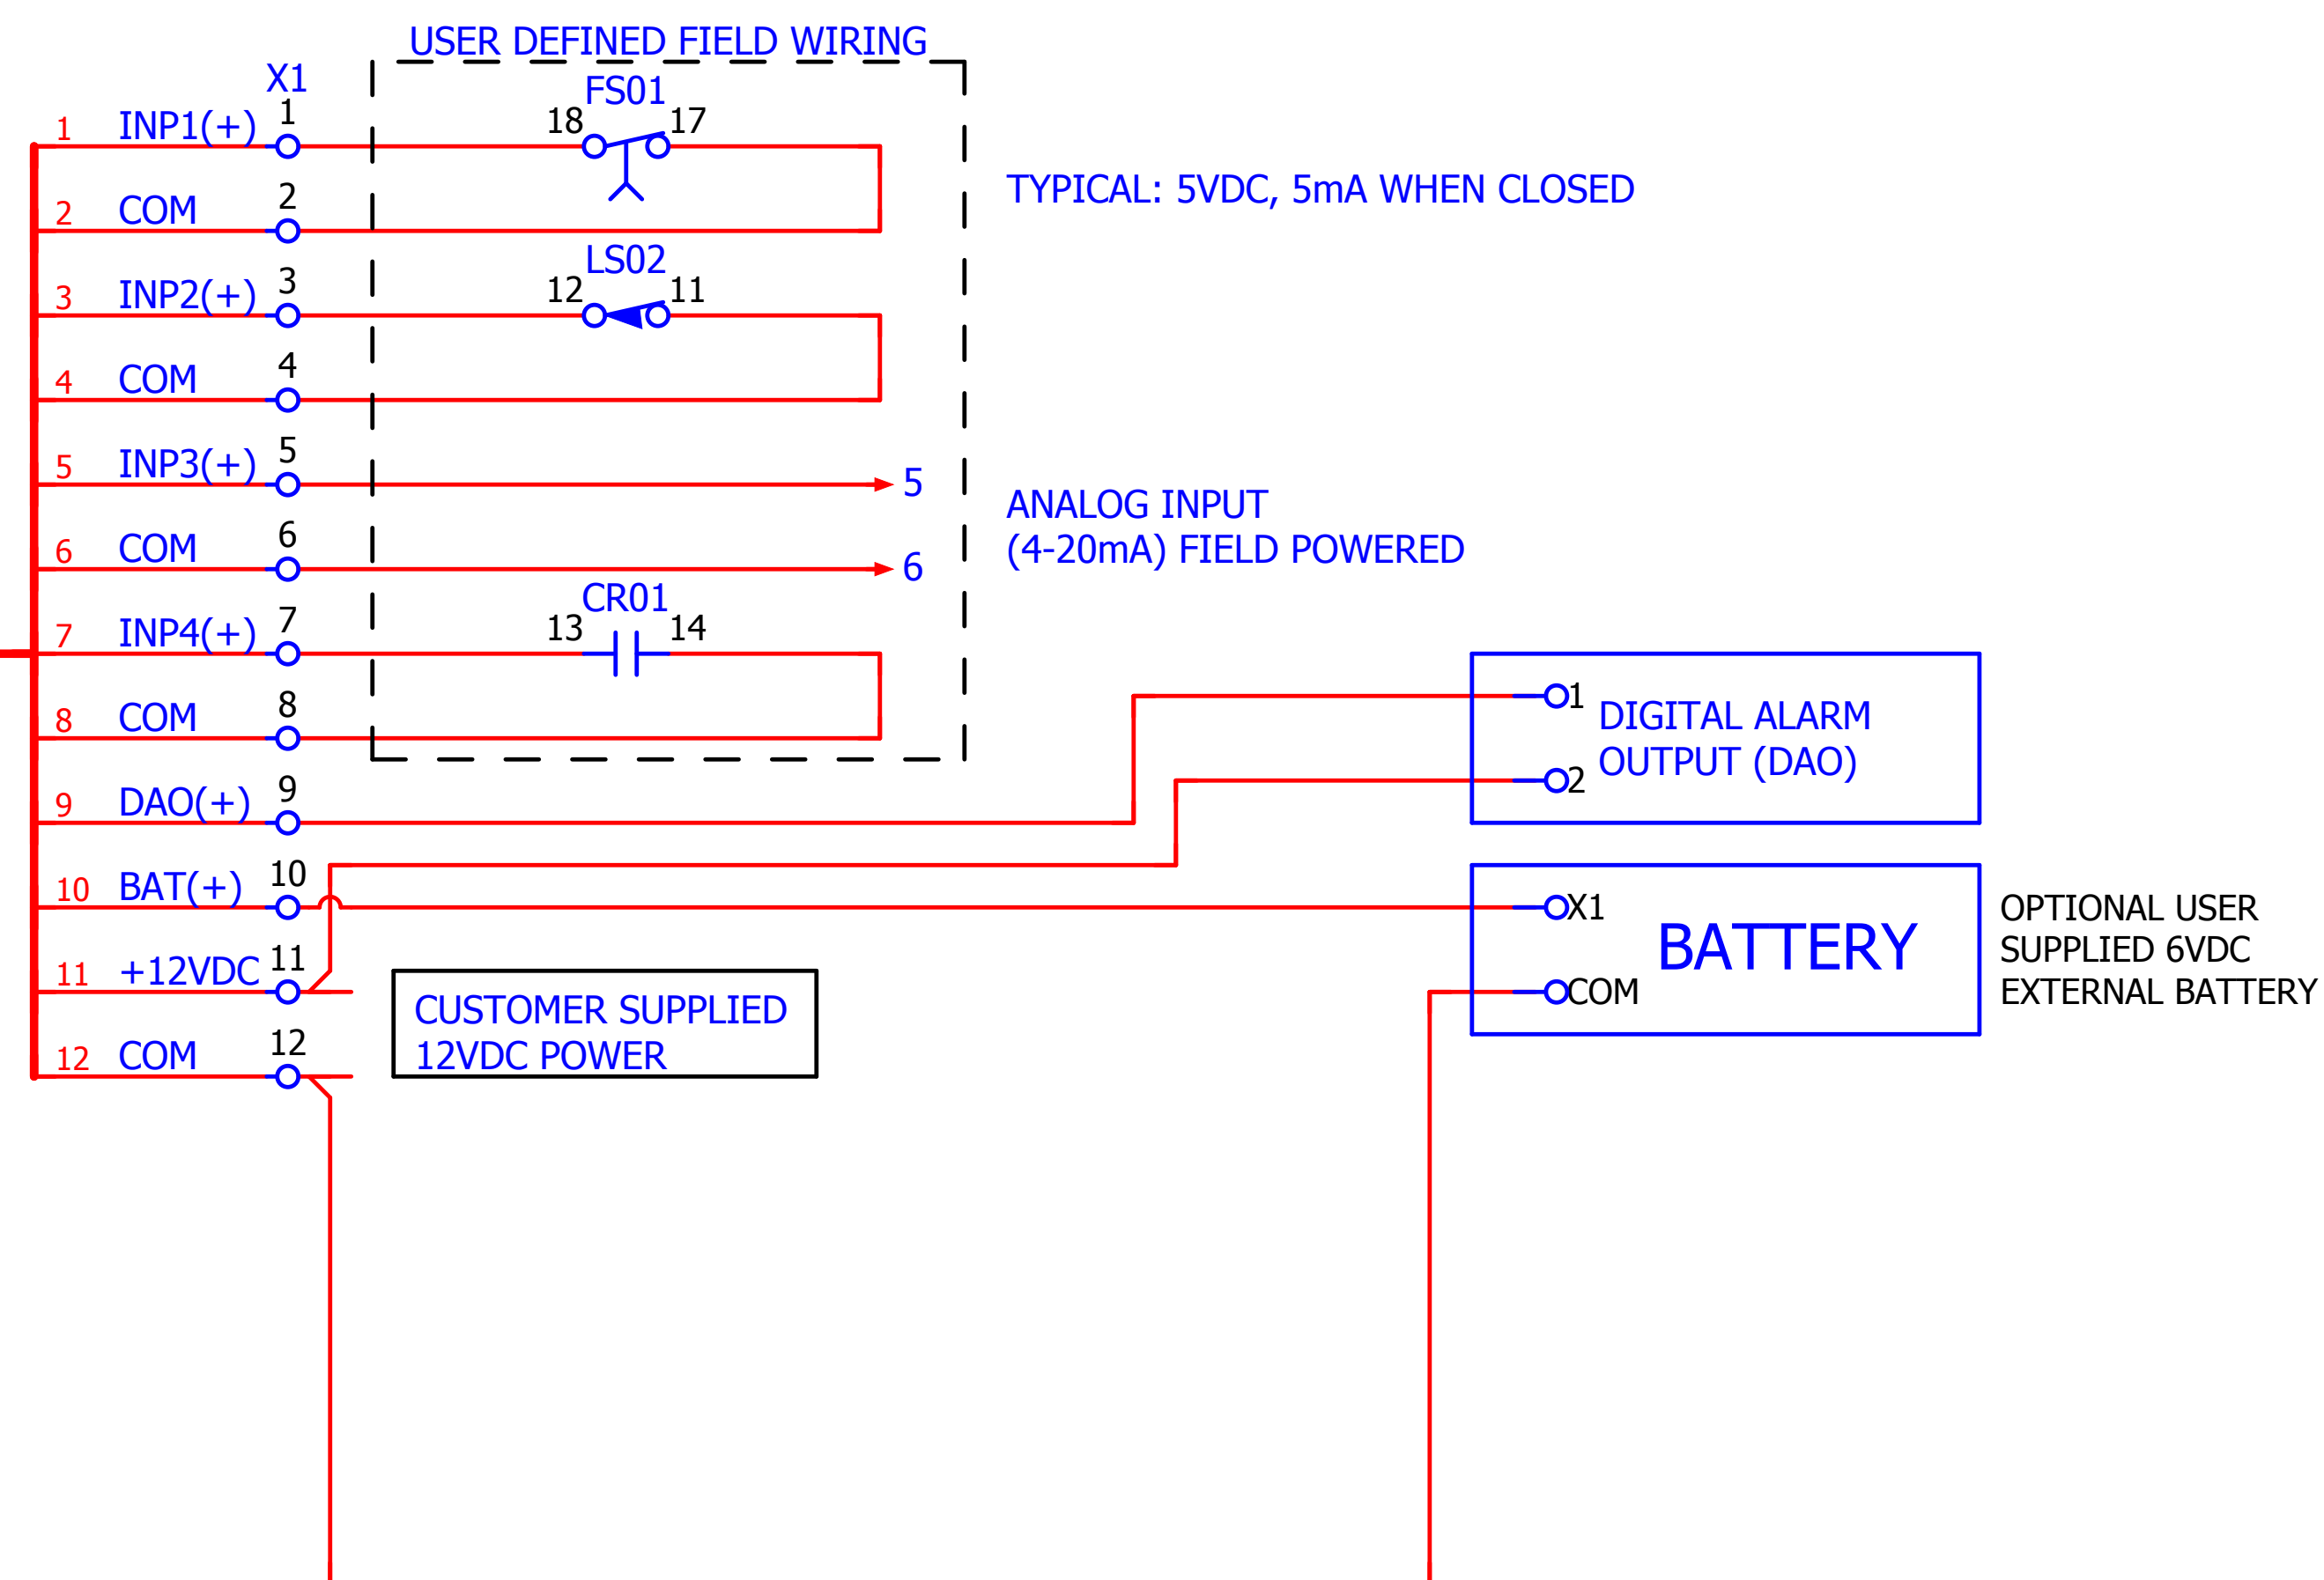 USER DEFINED FIELD WIRING
X1
FS01
1 INP1(+) 1 18 17
TYPICAL: 5VDC, 5mA WHEN CLOSED
2 COM 2
LS02
3 INP2(+) 3 12 11
4 COM 4
5 INP3(+) 5 5
ANALOG INPUT
(4-20mA) FIELD POWERED
6 COM 6 6
CR01
7 INP4(+) 7 13 14
8 COM 8
1 DIGITAL ALARM
2 OUTPUT (DAO)
9 DAO(+) 9
10 BAT(+) 10
X1
BATTERY
COM
OPTIONAL USER
SUPPLIED 6VDC
EXTERNAL BATTERY
11 +12VDC 11
CUSTOMER SUPPLIED
12VDC POWER
12 COM 12